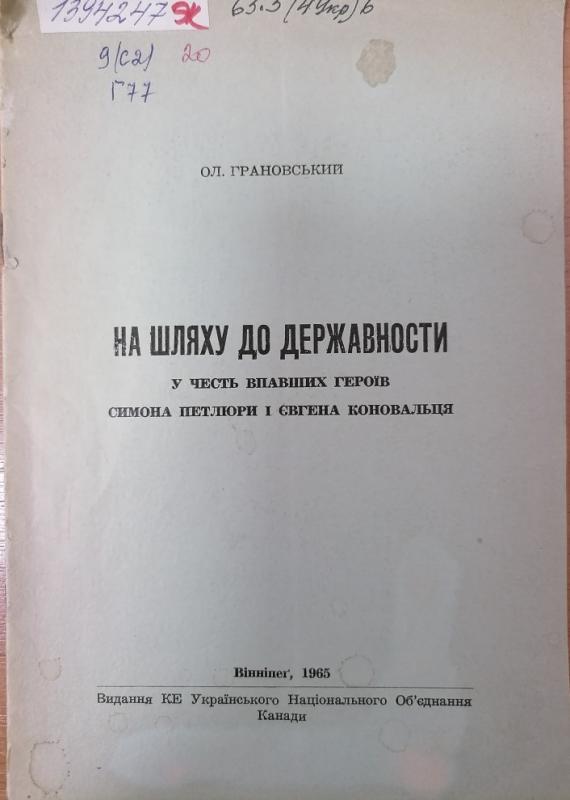 1394247 эк 63.3(4Укр)6
9(с2) 20
Г77
ОЛ. ГРАНОВСЬКИЙ
НА ШЛЯХУ ДО ДЕРЖАВНОСТИ
У ЧЕСТЬ ВПАВШИХ ГЕРОЇВ
СИМОНА ПЕТЛЮРИ І ЄВГЕНА КОНОВАЛЬЦЯ
Вінніпеґ, 1965
Видання КЕ Українського Національного Об'єднання
Канади